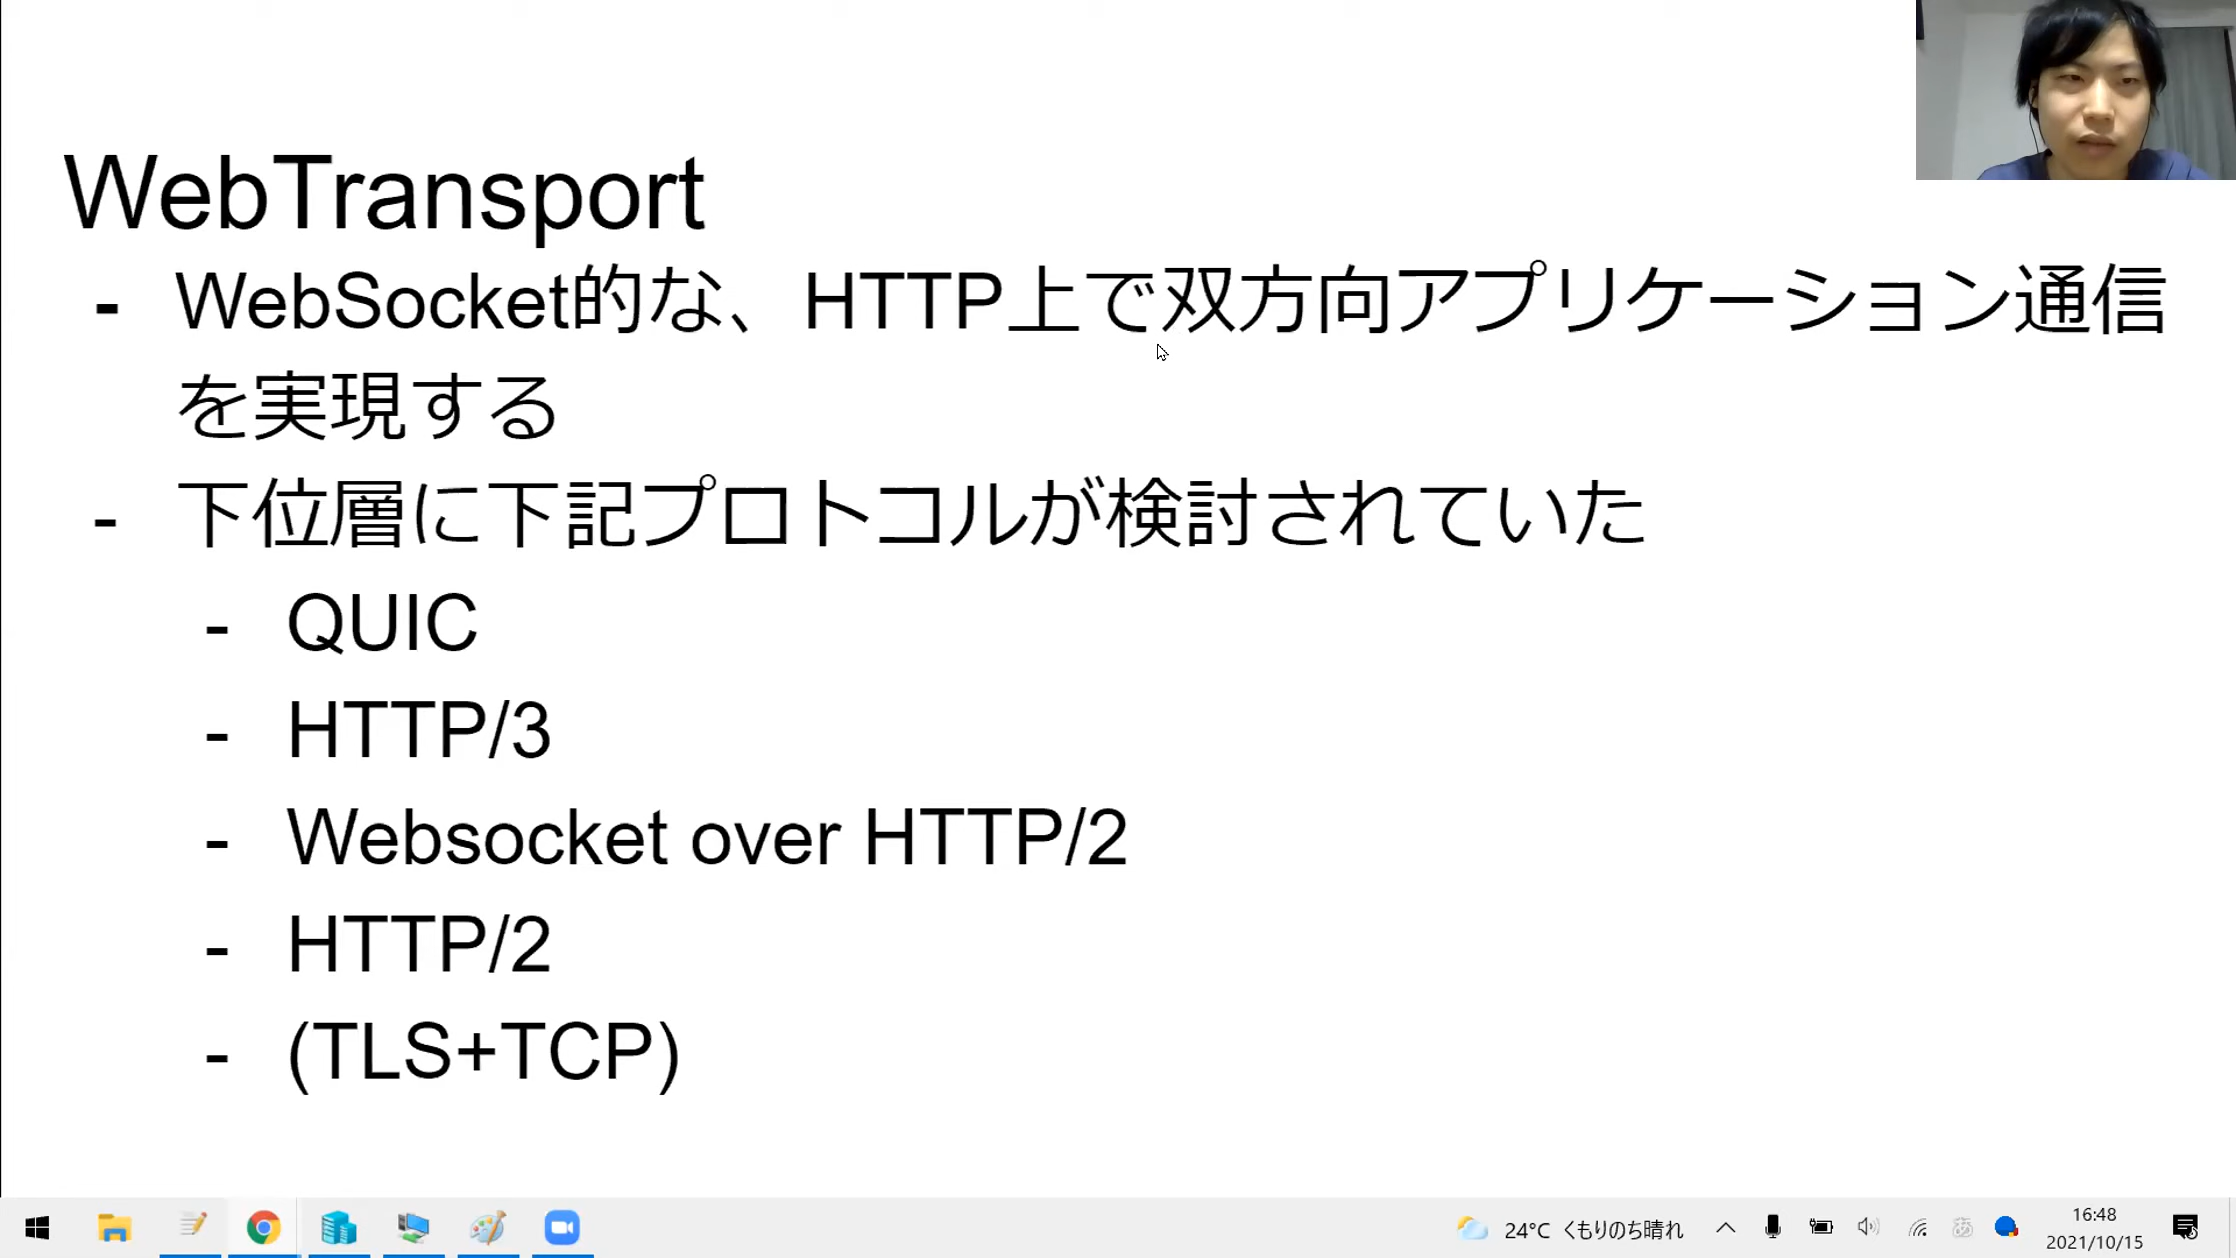 WebTransport
- WebSocket的な、HTTP上で双方向アプリケーション通信
を実現する
- 下位層に下記プロトコルが検討されていた
- QUIC
- HTTP/3
- Websocket over HTTP/2
- HTTP/2
- (TLS+TCP)
24°C くもりのち晴れ
あ
16:48
2021/10/15